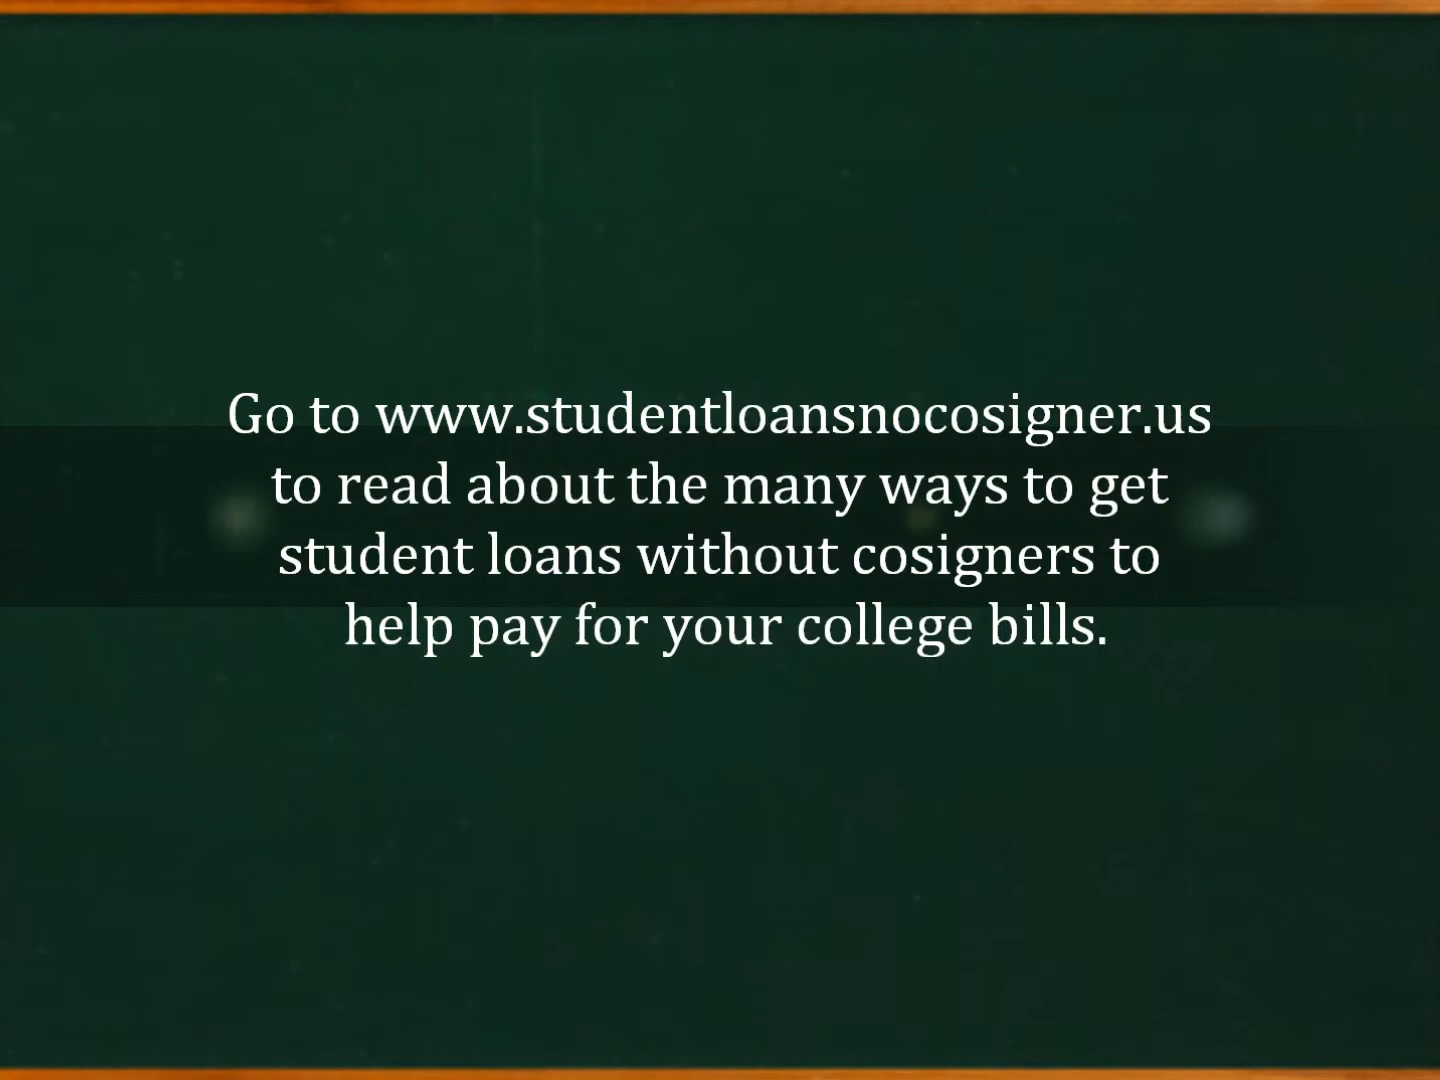 Go to www.studentloansnocosigner.us
to read about the many ways to get
student loans without cosigners to
help pay for your college bills.